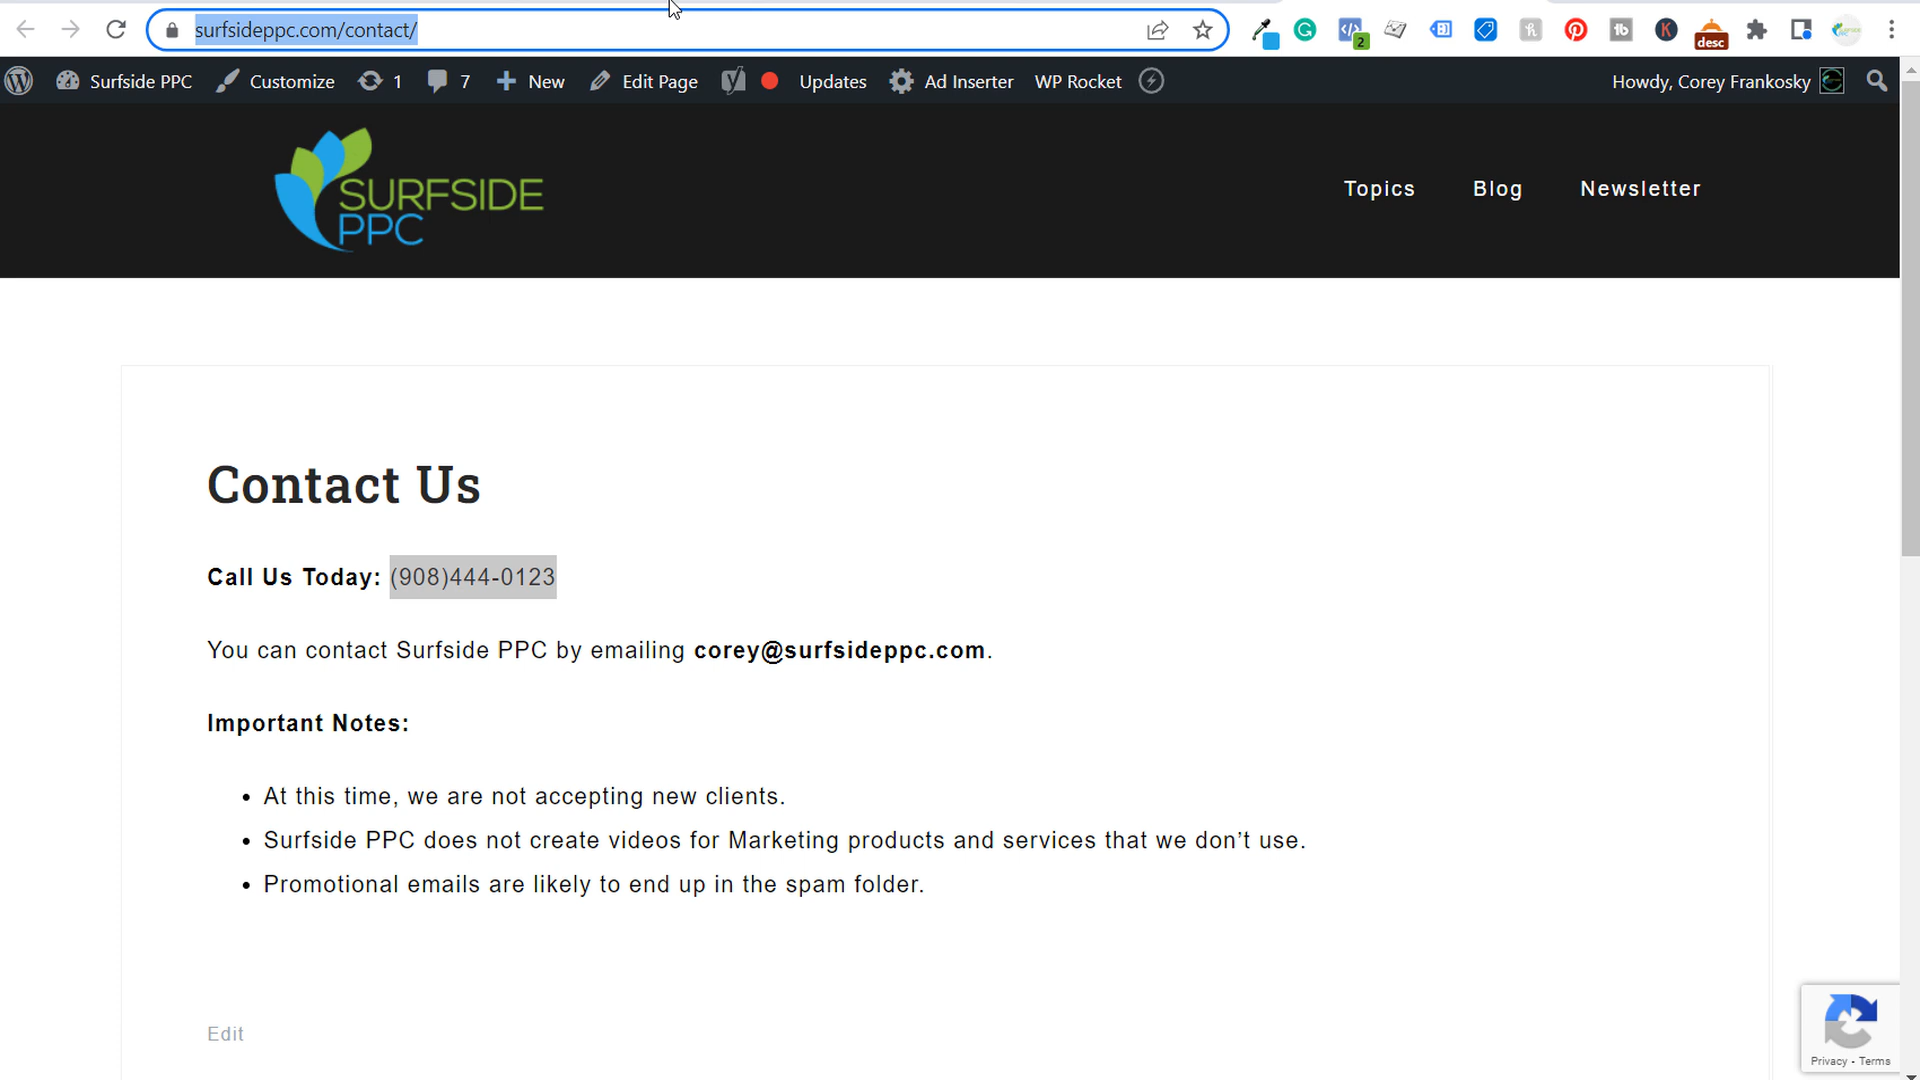 surfsideppc.com/contact/
2
desc
Surfside PPC
Customize
1
7
New
Edit Page
Updates
Ad Inserter
WP Rocket
Howdy, Corey Frankosky
SURFSIDE
PPC
Topics
Blog
Newsletter
Contact Us
Call Us Today: (908)444-0123
You can contact Surfside PPC by emailing corey@surfsideppc.com.
Important Notes:
• At this time, we are not accepting new clients.
• Surfside PPC does not create videos for Marketing products and services that we don’t use.
• Promotional emails are likely to end up in the spam folder.
Edit
Privacy - Terms